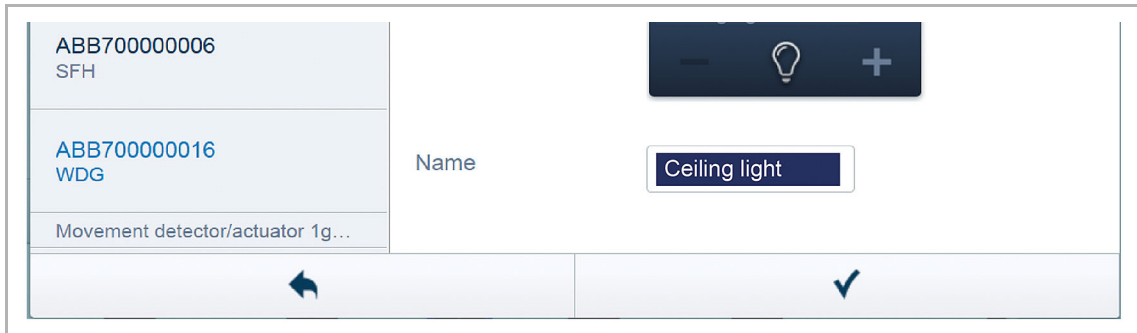 ABB700000006
SFH
ABB700000016
WDG
Name
Ceiling light
Movement detector/actuator 1g...